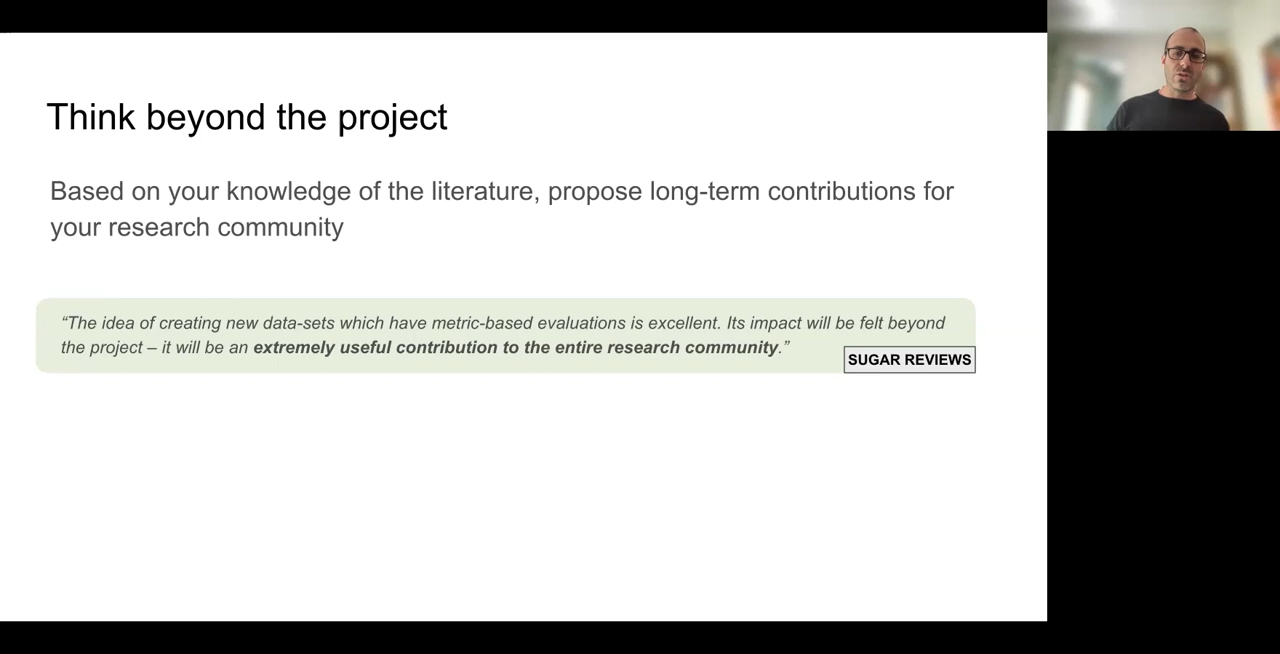 Think beyond the project
Based on your knowledge of the literature, propose long-term contributions for
your research community
“The idea of creating new data-sets which have metric-based evaluations is excellent. Its impact will be felt beyond
the project – it will be an extremely useful contribution to the entire research community.”
SUGAR REVIEWS